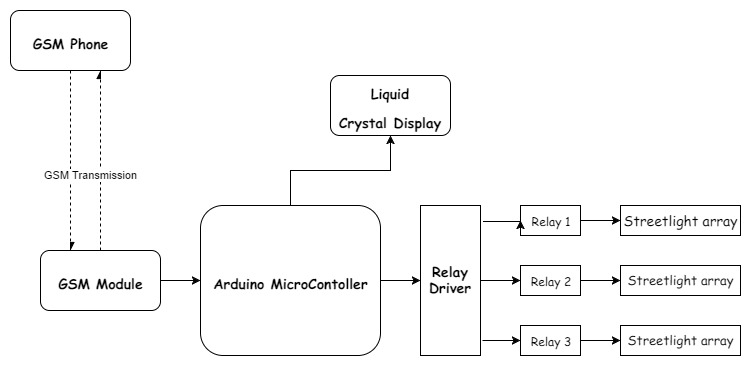 GSM Phone
Liquid
Crystal Display
GSM Transmission
GSM Module
Arduino MicroContoller
Relay
Driver
Relay 1
Streetlight array
Relay 2
Streetlight array
Relay 3
Streetlight array